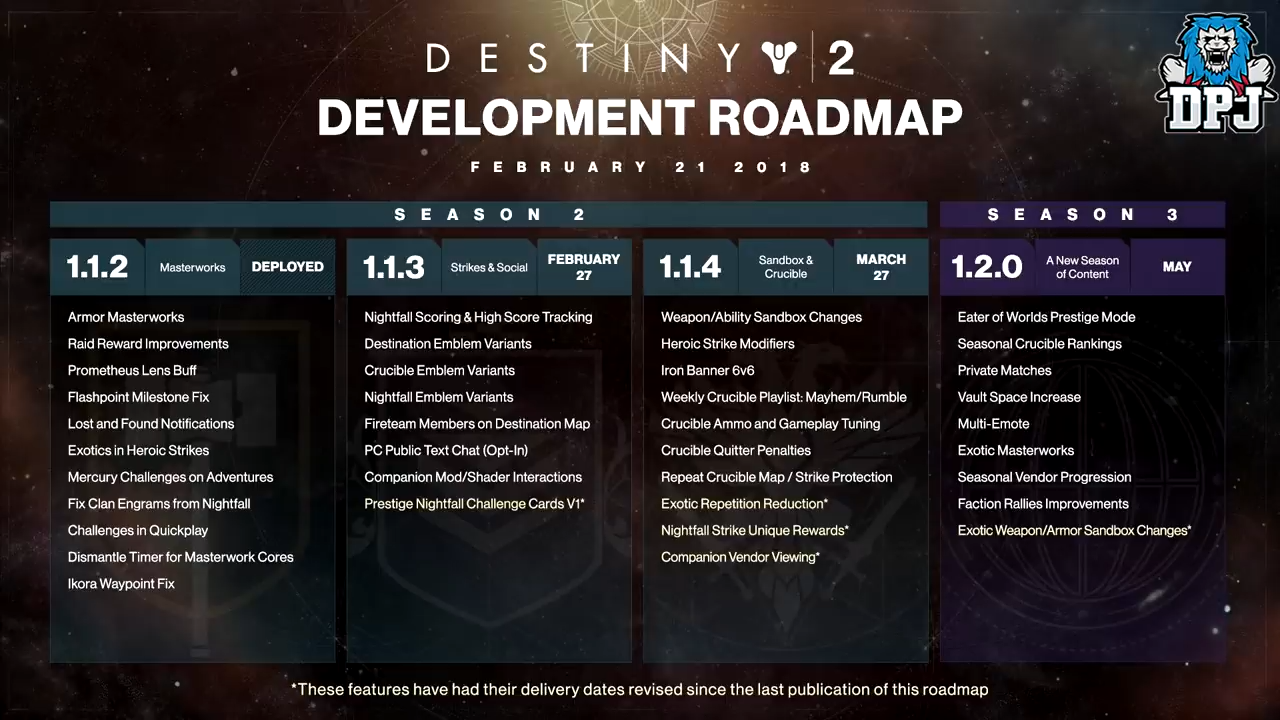 DESTINY 2
DPJ
DEVELOPMENT ROADMAP
FEBRUARY 21 2018
SEASON 2
1.1.2
Masterworks
DEPLOYED
Armor Masterworks
Raid Reward Improvements
Prometheus Lens Buff
Flashpoint Milestone Fix
Lost and Found Notifications
Exotics in Heroic Strikes
Mercury Challenges on Adventures
Fix Clan Engrams from Nightfall
Challenges in Quickplay
Dismantle Timer for Masterwork Cores
Ikora Waypoint Fix
1.1.3
Strikes & Social
FEBRUARY
27
Nightfall Scoring & High Score Tracking
Destination Emblem Variants
Crucible Emblem Variants
Nightfall Emblem Variants
Fireteam Members on Destination Map
PC Public Text Chat (Opt-In)
Companion Mod/Shader Interactions
Prestige Nightfall Challenge Cards V1*
1.1.4
Sandbox &
Crucible
MARCH
27
Weapon/Ability Sandbox Changes
Heroic Strike Modifiers
Iron Banner 6v6
Weekly Crucible Playlist: Mayhem/Rumble
Crucible Ammo and Gameplay Tuning
Crucible Quitter Penalties
Repeat Crucible Map / Strike Protection
Exotic Repetition Reduction*
Nightfall Strike Unique Rewards*
Companion Vendor Viewing*
SEASON 3
1.2.0
A New Season
of Content
MAY
Eater of Worlds Prestige Mode
Seasonal Crucible Rankings
Private Matches
Vault Space Increase
Multi-Emote
Exotic Masterworks
Seasonal Vendor Progression
Faction Rallies Improvements
Exotic Weapon/Armor Sandbox Changes*
*These features have had their delivery dates revised since the last publication of this roadmap